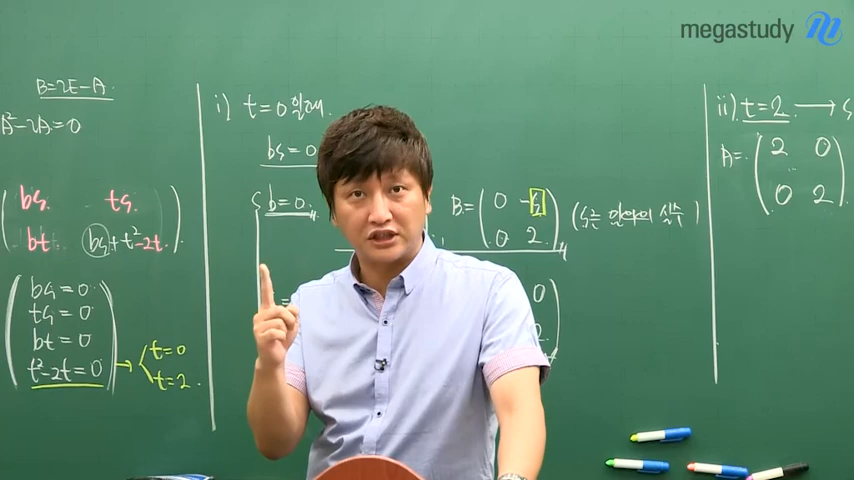 megastudy
B=2E-A
A²-2A=0
bs ts
bt bs+t²-2t
bs=0
ts=0
bt=0
t²-2t=0 → t=0
t=2
i) t=0일때
bs=0
b=0
B= ( 0 -s
0 2 ) (s는 임의의 실수)
0
2
ii) t=2 → s
A= ( 2 0
0 2 )